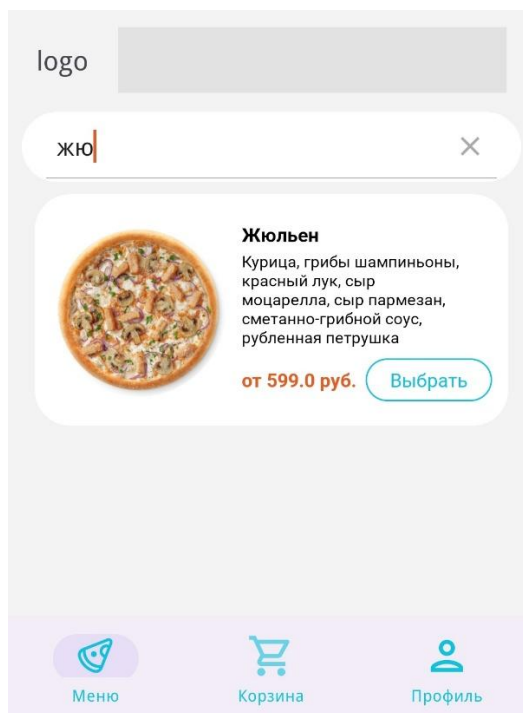 logo
жю
Жюльен
Курица, грибы шампиньоны,
красный лук, сыр
моцарелла, сыр пармезан,
сметанно-грибной соус,
рубленная петрушка
от 599.0 руб.
Выбрать
Меню
Корзина
Профиль